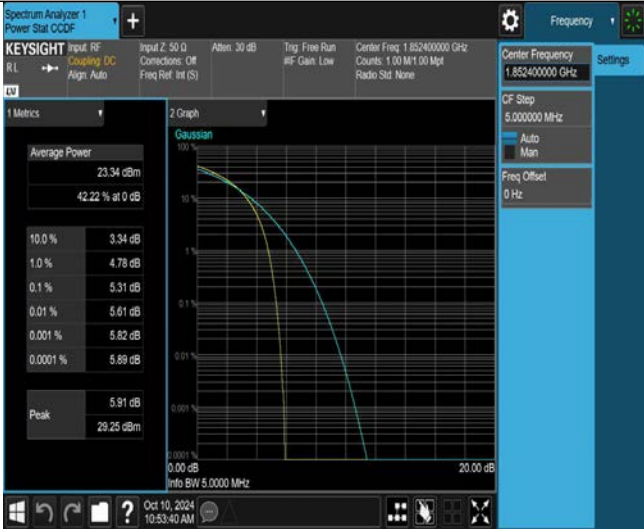 Spectrum Analyzer 1
Power Stat CCDF
Frequency
KEYSIGHT
RL
LV
Input: RF
Coupling: DC
Align: Auto
Input Z: 50 Ω
Corrections: Off
Freq Ref: Int (S)
Atten: 30 dB
Trig: Free Run
#IF Gain: Low
Center Freq: 1.852400000 GHz
Counts: 1.00 M/1.00 Mpt
Radio Std: None
Center Frequency
1.852400000 GHz
Settings
CF Step
5.000000 MHz
Auto
Man
Freq Offset
0 Hz
1 Metrics
Average Power
23.34 dBm
42.22 % at 0 dB
10.0 % 3.34 dB
1.0 % 4.78 dB
0.1 % 5.31 dB
0.01 % 5.61 dB
0.001 % 5.82 dB
0.0001 % 5.89 dB
Peak
5.91 dB
29.25 dBm
2 Graph
Gaussian
100 %
10 %
1 %
0.1 %
0.01 %
0.001 %
0.0001 %
0.00 dB 20.00 dB
Info BW 5.0000 MHz
?
Oct 10, 2024
10:53:40 AM